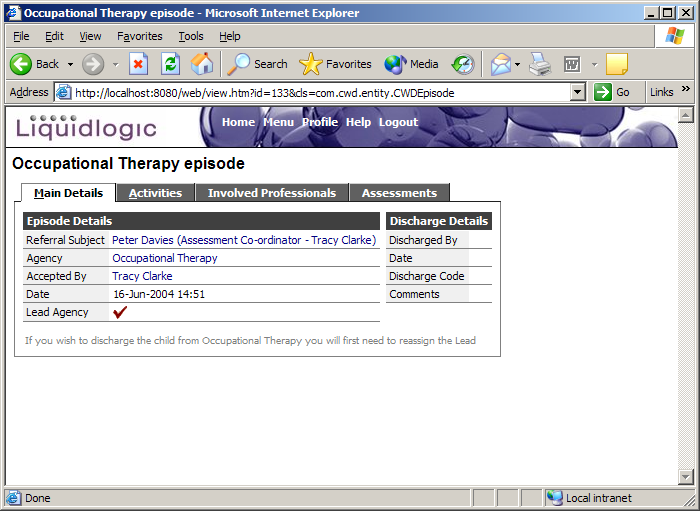 Occupational Therapy episode - Microsoft Internet Explorer
File Edit View Favorites Tools Help
Back Search Favorites Media
Address http://localhost:8080/web/view.htm?id=133&cls=com.cwd.entity.CWDEpisode Go Links »
Liquidlogic Home Menu Profile Help Logout
Occupational Therapy episode
Main Details Activities Involved Professionals Assessments
Episode Details Discharge Details
Referral Subject Peter Davies (Assessment Co-ordinator - Tracy Clarke) Discharged By
Agency Occupational Therapy Date
Accepted By Tracy Clarke Discharge Code
Date 16-Jun-2004 14:51 Comments
Lead Agency
If you wish to discharge the child from Occupational Therapy you will first need to reassign the Lead
Done Local intranet